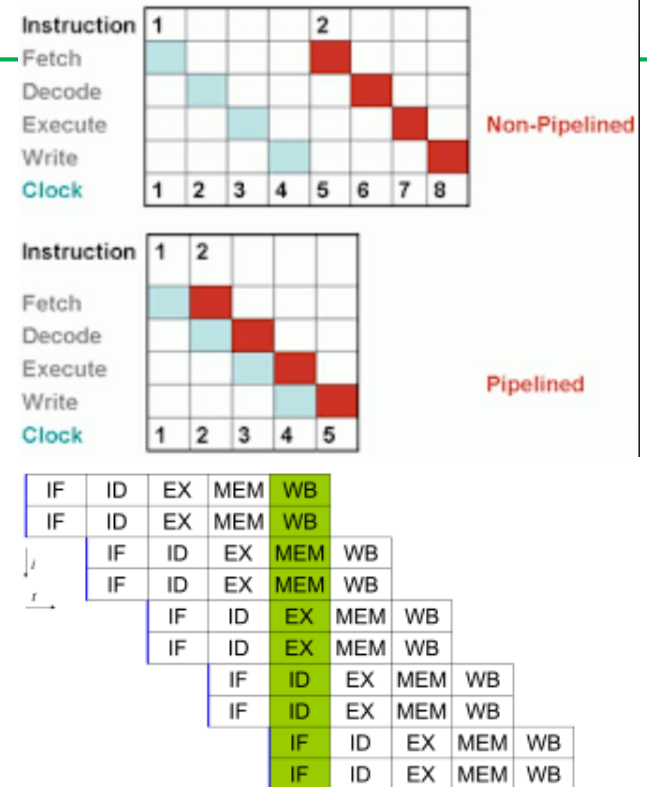 Instruction 1 2
Fetch
Decode
Execute Non-Pipelined
Write
Clock 1 2 3 4 5 6 7 8
Instruction 1 2
Fetch
Decode
Execute
Pipelined
Write
Clock 1 2 3 4 5
IF ID EX MEM WB
IF ID EX MEM WB
IF ID EX MEM WB
i
IF ID EX MEM WB
t
IF ID EX MEM WB
IF ID EX MEM WB
IF ID EX MEM WB
IF ID EX MEM WB
IF ID EX MEM WB
IF ID EX MEM WB